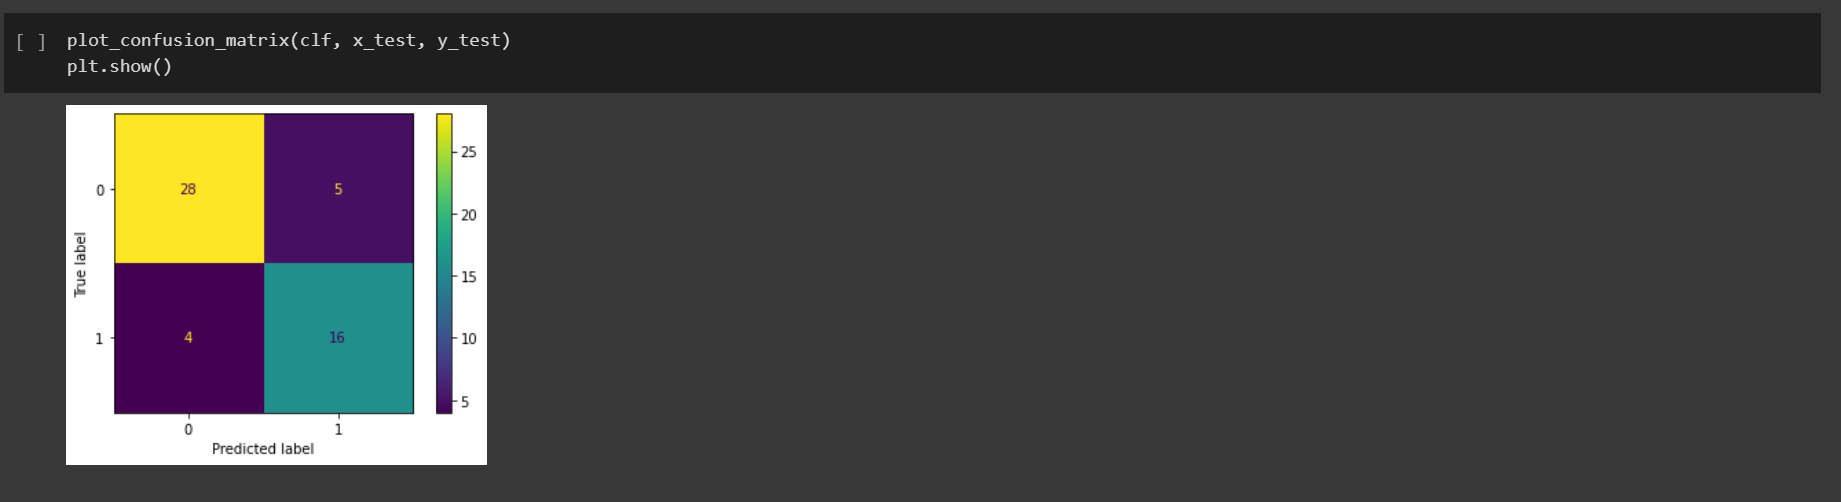 [ ] plot_confusion_matrix(clf, x_test, y_test)
plt.show()
28 5
4 16
0
1
True label
0 1
Predicted label
25
20
15
10
5